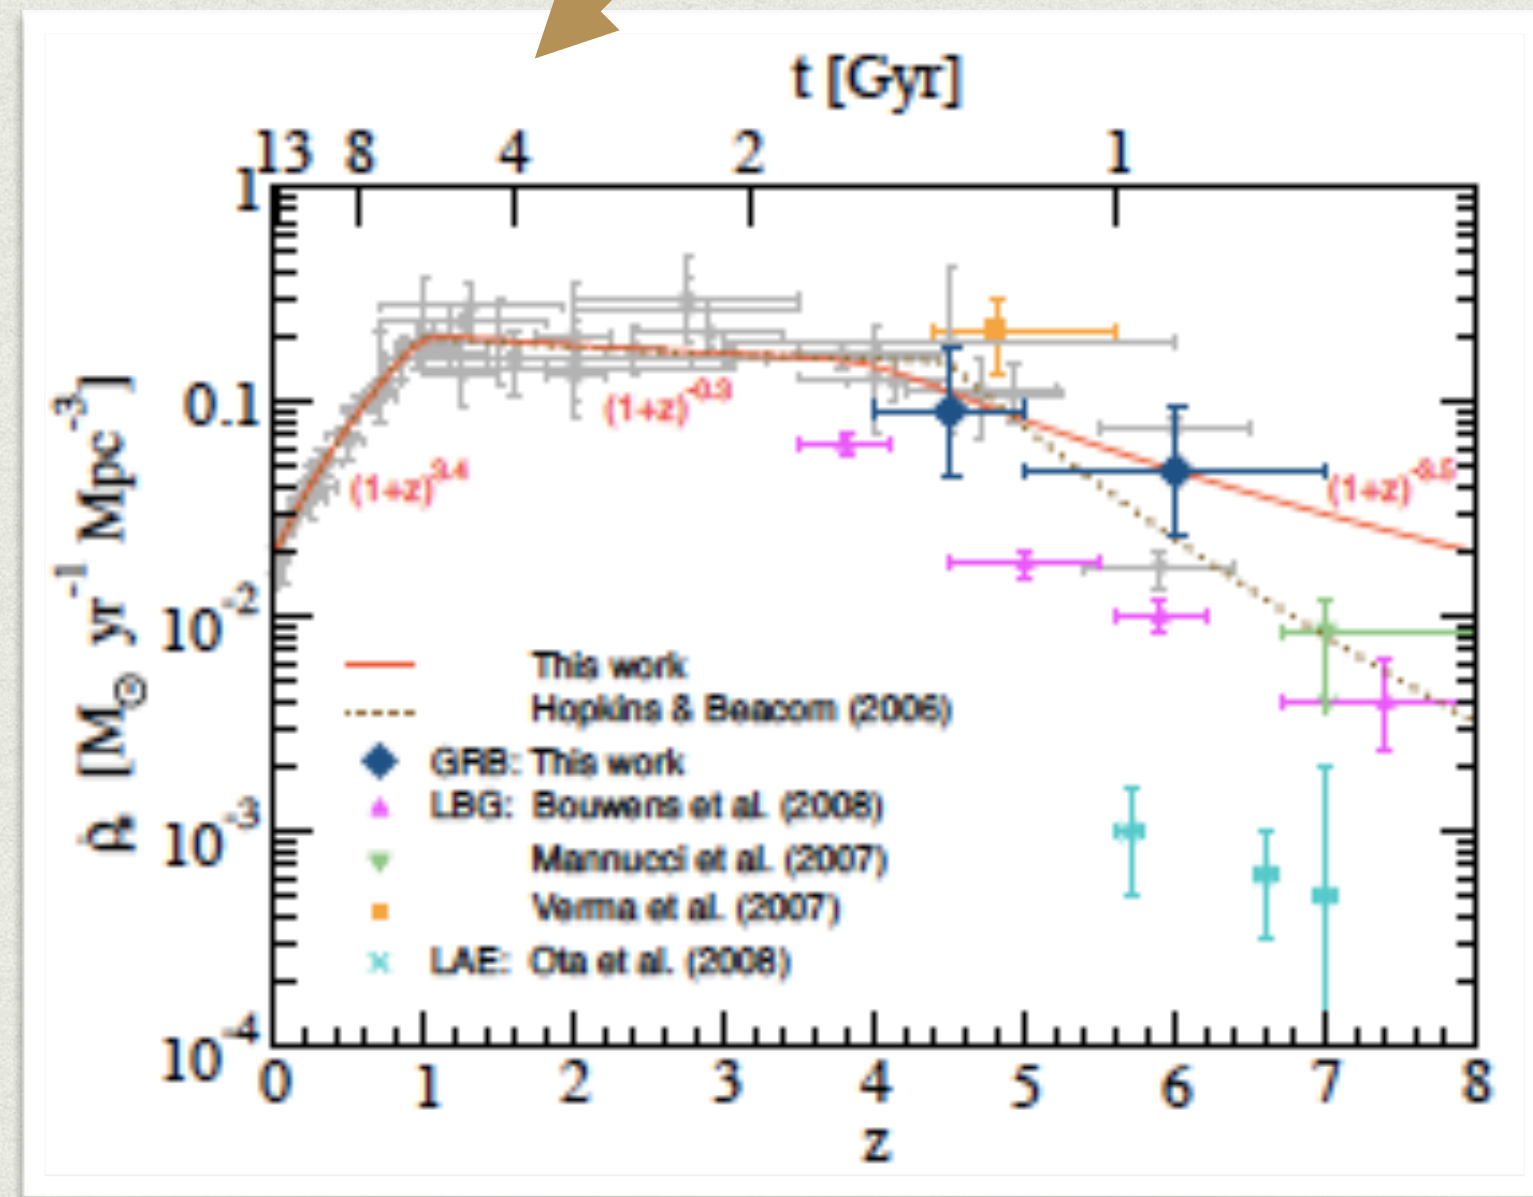 t [Gyr]
13 8 4 2 1
1
0.1
10-2
10-3
10-4
ρ̇* [M⊙ yr-1 Mpc-3]
(1+z)3.4
(1+z)-0.3
(1+z)-3.5
This work
Hopkins & Beacom (2006)
GRB: This work
LBG: Bouwens et al. (2008)
Mannucci et al. (2007)
Verma et al. (2007)
LAE: Ota et al. (2008)
0 1 2 3 4 5 6 7 8
z